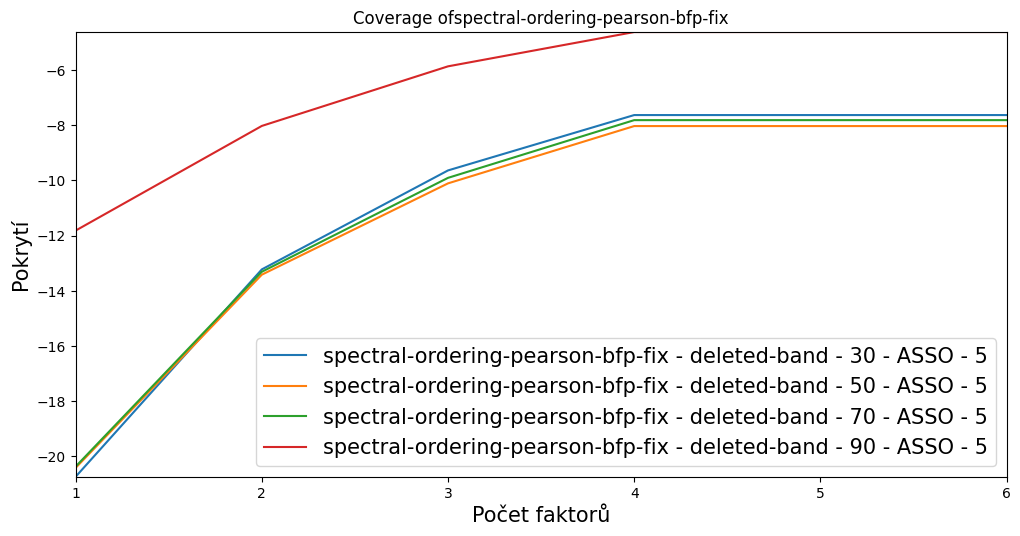 Coverage ofspectral-ordering-pearson-bfp-fix
−6
−8
−10
−12
−14
−16
−18
−20
Pokrytí
spectral-ordering-pearson-bfp-fix - deleted-band - 30 - ASSO - 5
spectral-ordering-pearson-bfp-fix - deleted-band - 50 - ASSO - 5
spectral-ordering-pearson-bfp-fix - deleted-band - 70 - ASSO - 5
spectral-ordering-pearson-bfp-fix - deleted-band - 90 - ASSO - 5
1 2 3 4 5 6
Počet faktorů